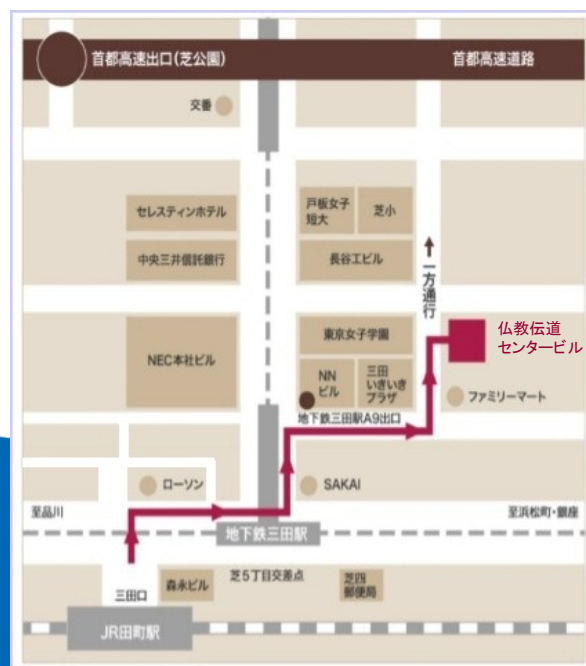 首都高速出口(芝公園)
首都高速道路
交番
セレスティンホテル
戸板女子
短大
芝小
中央三井信託銀行
長谷工ビル
一方通行
NEC本社ビル
東京女子学園
仏教伝道
センタービル
NN
ビル
三田
いきいき
プラザ
ファミリーマート
地下鉄三田駅A9出口
ローソン
SAKAI
至品川
至浜松町・銀座
地下鉄三田駅
三田口
森永ビル
芝5丁目交差点
芝四
郵便局
JR田町駅